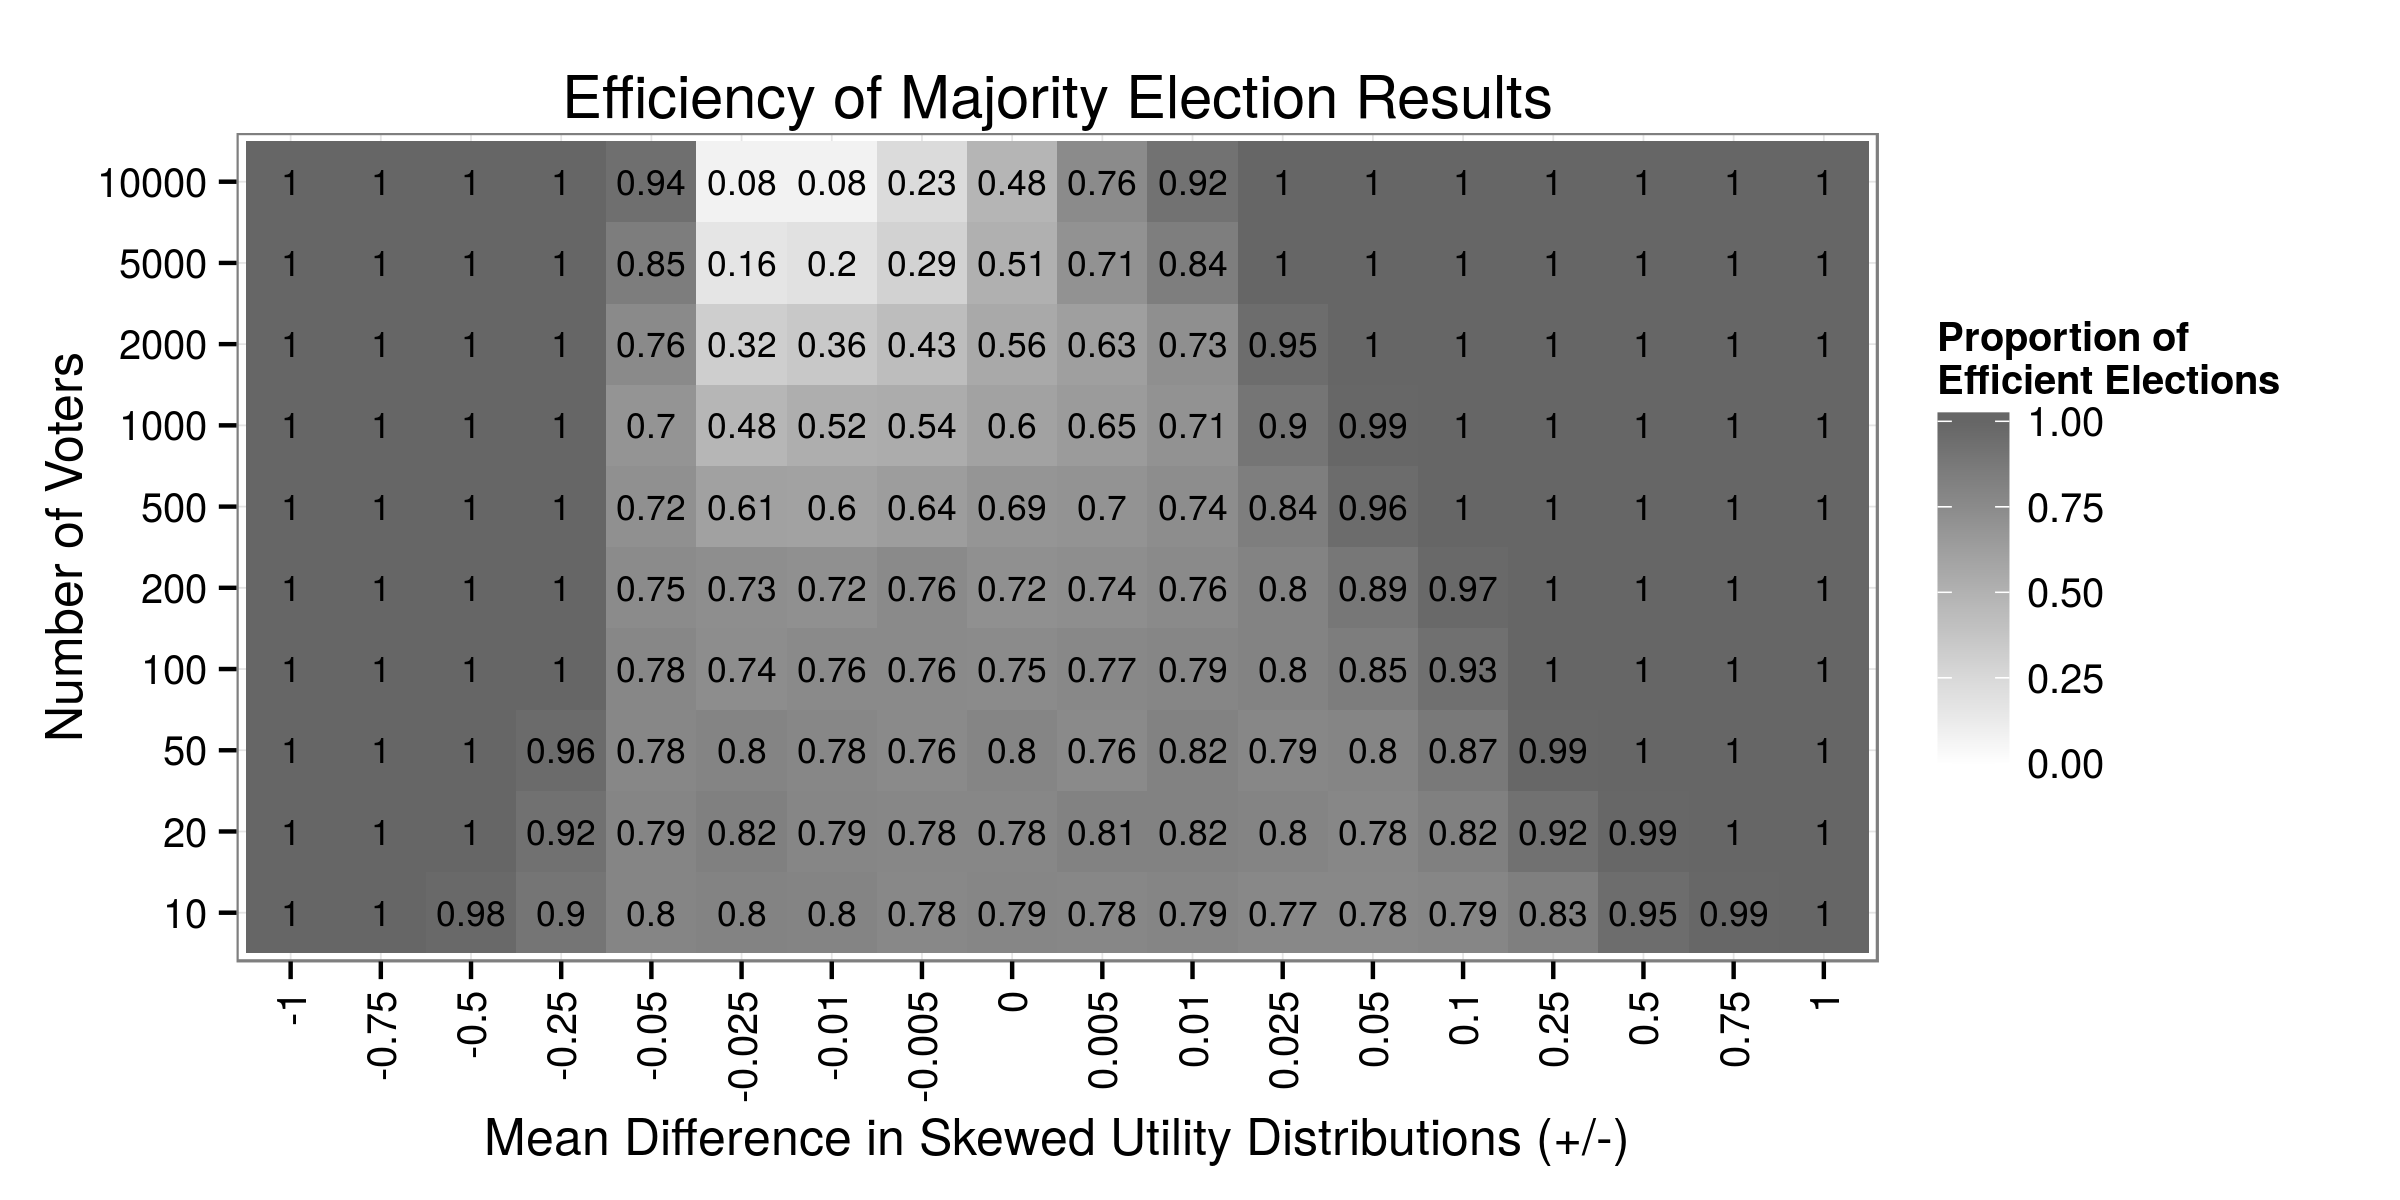 Efficiency of Majority Election Results
Number of Voters
10000 1 1 1 1 0.94 0.08 0.08 0.23 0.48 0.76 0.92 1 1 1 1 1 1 1
5000 1 1 1 1 0.85 0.16 0.2 0.29 0.51 0.71 0.84 1 1 1 1 1 1 1
2000 1 1 1 1 0.76 0.32 0.36 0.43 0.56 0.63 0.73 0.95 1 1 1 1 1 1
1000 1 1 1 1 0.7 0.48 0.52 0.54 0.6 0.65 0.71 0.9 0.99 1 1 1 1 1
500 1 1 1 1 0.72 0.61 0.6 0.64 0.69 0.7 0.74 0.84 0.96 1 1 1 1 1
200 1 1 1 1 0.75 0.73 0.72 0.76 0.72 0.74 0.76 0.8 0.89 0.97 1 1 1 1
100 1 1 1 1 0.78 0.74 0.76 0.76 0.75 0.77 0.79 0.8 0.85 0.93 1 1 1 1
50 1 1 1 0.96 0.78 0.8 0.78 0.76 0.8 0.76 0.82 0.79 0.8 0.87 0.99 1 1 1
20 1 1 1 0.92 0.79 0.82 0.79 0.78 0.78 0.81 0.82 0.8 0.78 0.82 0.92 0.99 1 1
10 1 1 0.98 0.9 0.8 0.8 0.8 0.78 0.79 0.78 0.79 0.77 0.78 0.79 0.83 0.95 0.99 1
-1 -0.75 -0.5 -0.25 -0.05 -0.025 -0.01 -0.005 0 0.005 0.01 0.025 0.05 0.1 0.25 0.5 0.75 1
Mean Difference in Skewed Utility Distributions (+/-)
Proportion of
Efficient Elections
1.00
0.75
0.50
0.25
0.00